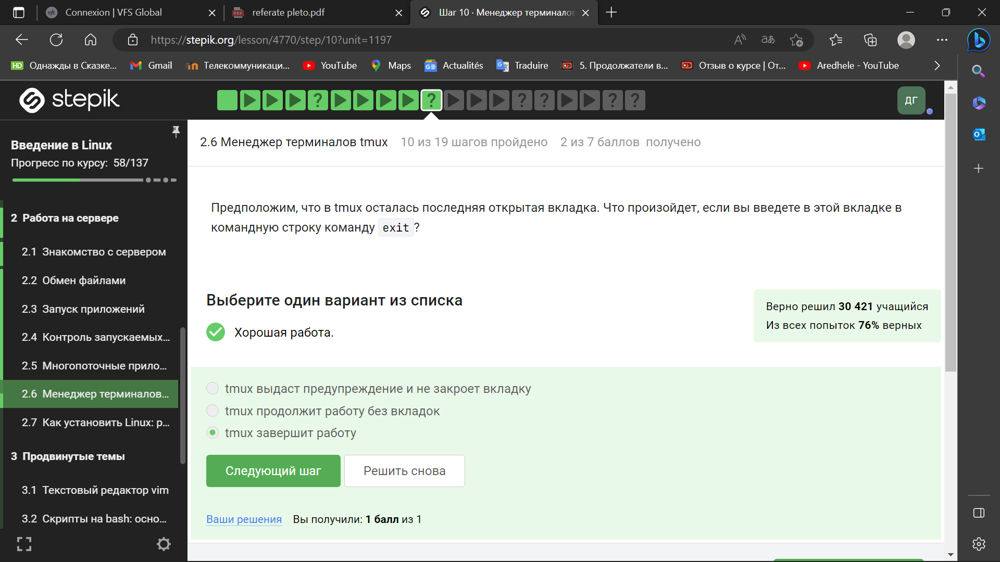 Connexion | VFS Global
referate pleto.pdf
Шаг 10 · Менеджер терминалов
https://stepik.org/lesson/4770/step/10?unit=1197
Однажды в Сказке...
Gmail
Телекоммуникаци...
YouTube
Maps
Actualités
Traduire
5. Продолжатели в...
Отзыв о курсе | От...
Aredhele - YouTube
stepik
ДГ
Введение в Linux
Прогресс по курсу: 58/137
2 Работа на сервере
2.1 Знакомство с сервером
2.2 Обмен файлами
2.3 Запуск приложений
2.4 Контроль запускаемых...
2.5 Многопоточные прило...
2.6 Менеджер терминалов...
2.7 Как установить Linux: р...
3 Продвинутые темы
3.1 Текстовый редактор vim
3.2 Скрипты на bash: осно...
2.6 Менеджер терминалов tmux 10 из 19 шагов пройдено 2 из 7 баллов получено
Предположим, что в tmux осталась последняя открытая вкладка. Что произойдет, если вы введете в этой вкладке в
командную строку команду exit ?
Выберите один вариант из списка
Хорошая работа.
Верно решил 30 421 учащийся
Из всех попыток 76% верных
tmux выдаст предупреждение и не закроет вкладку
tmux продолжит работу без вкладок
tmux завершит работу
Следующий шаг
Решить снова
Ваши решения Вы получили: 1 балл из 1